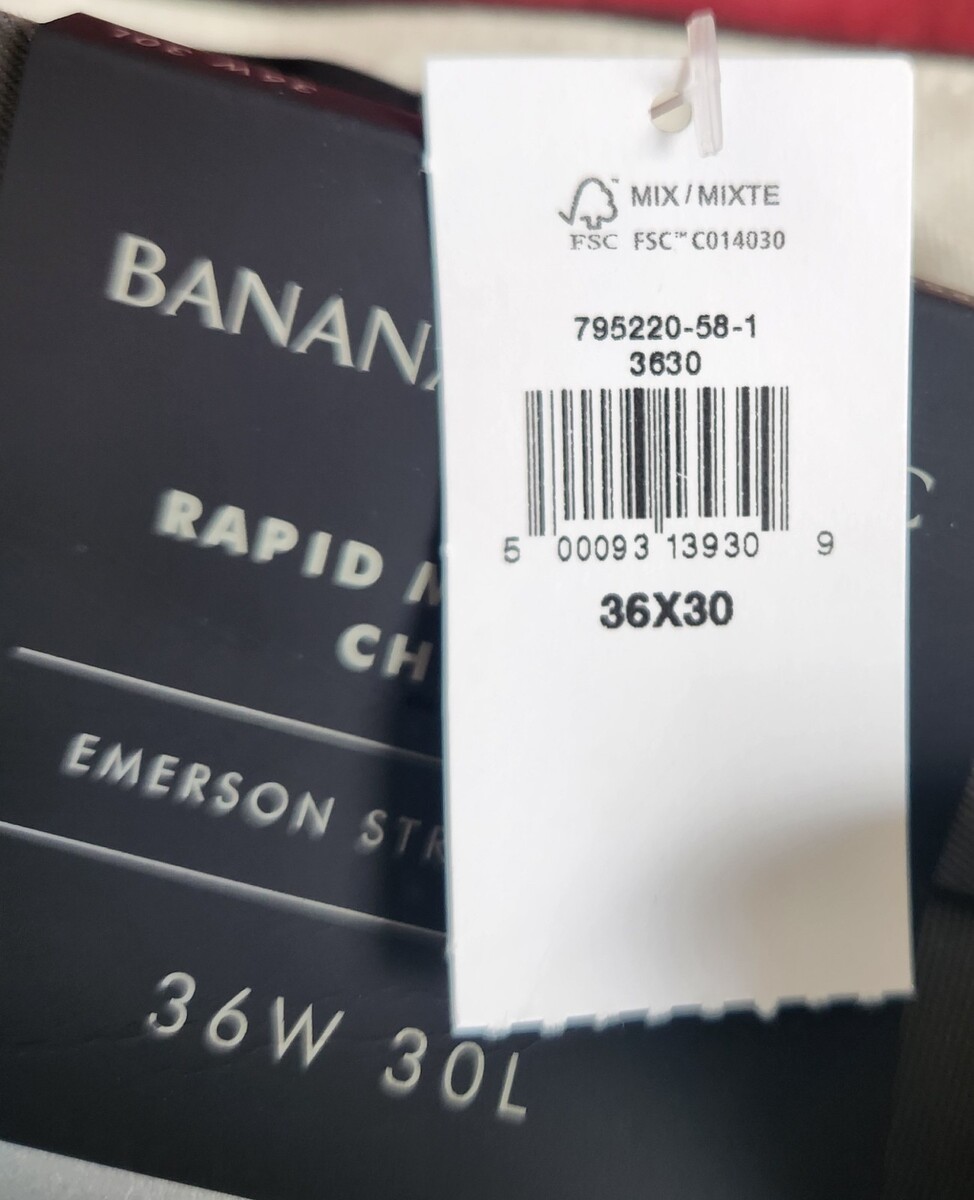 BANAN
RAPID
CH
EMERSON STR
36W 30L
MIX / MIXTE
FSC FSC™ C014030
795220-58-1
3630
5 00093 13930 9
36X30